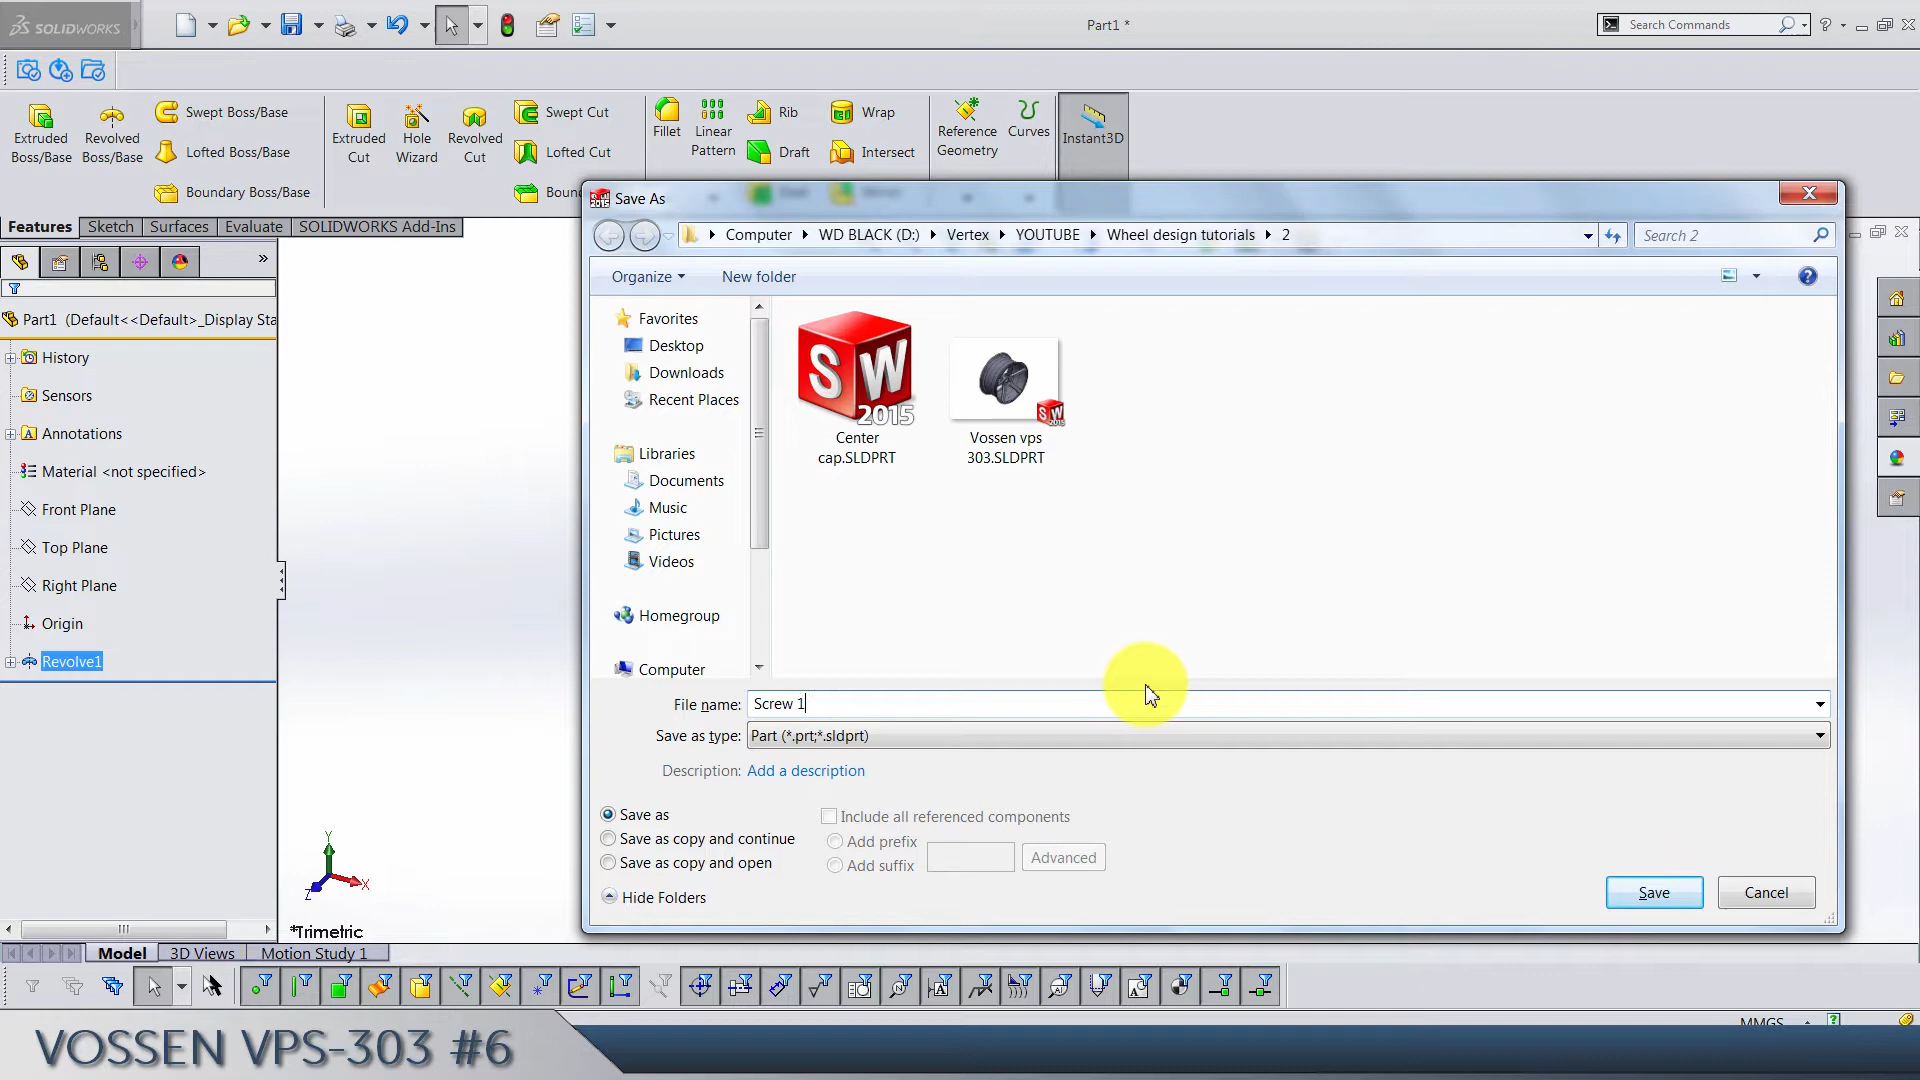 SOLIDWORKS
Part1 *
Search Commands
Extruded Boss/Base
Revolved Boss/Base
Swept Boss/Base
Lofted Boss/Base
Boundary Boss/Base
Extruded Cut
Hole Wizard
Revolved Cut
Swept Cut
Lofted Cut
Boun
Fillet
Linear Pattern
Rib
Draft
Wrap
Intersect
Reference Geometry
Curves
Instant3D
Features
Sketch
Surfaces
Evaluate
SOLIDWORKS Add-Ins
Part1 (Default<<Default>_Display Sta
History
Sensors
Annotations
Material <not specified>
Front Plane
Top Plane
Right Plane
Origin
Revolve1
Save As
Computer
WD BLACK (D:)
Vertex
YOUTUBE
Wheel design tutorials
2
Search 2
Organize
New folder
Favorites
Desktop
Downloads
Recent Places
Libraries
Documents
Music
Pictures
Videos
Homegroup
Computer
SW
2015
Center
cap.SLDPRT
Vossen vps
303.SLDPRT
File name: Screw 1
Save as type: Part (*.prt;*.sldprt)
Description: Add a description
Save as
Save as copy and continue
Save as copy and open
Include all referenced components
Add prefix
Add suffix
Advanced
Hide Folders
Save
Cancel
Y
X
Z
*Trimetric
Model
3D Views
Motion Study 1
MMGS
VOSSEN VPS-303 #6